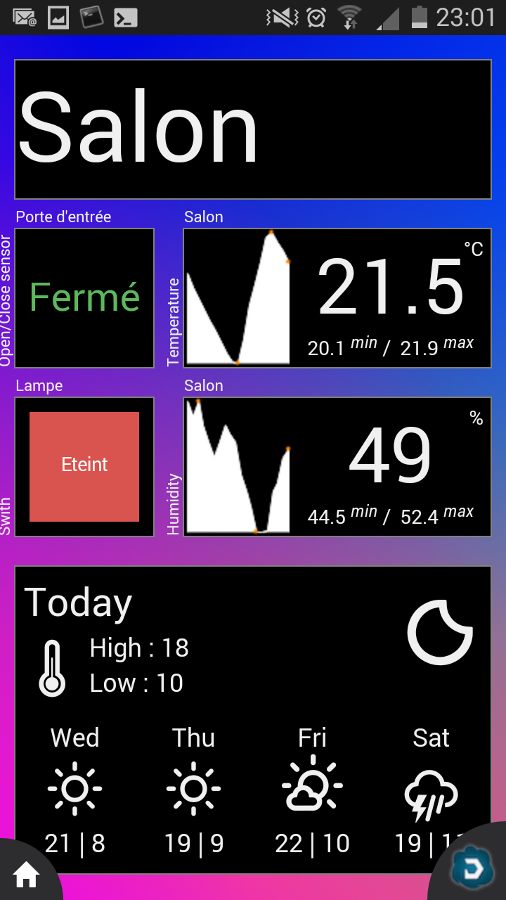 23:01
Salon
Porte d'entrée
Open/Close sensor
Fermé
Salon
Temperature
°C
21.5
20.1 min / 21.9 max
Lampe
Swith
Eteint
Salon
Humidity
%
49
44.5 min / 52.4 max
Today
High : 18
Low : 10
Wed Thu Fri Sat
21 | 8 19 | 9 22 | 10 19 |